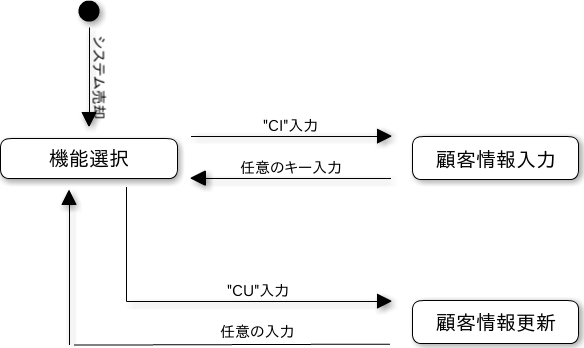 システム売却
機能選択
"CI"入力
任意のキー入力
顧客情報入力
"CU"入力
任意の入力
顧客情報更新